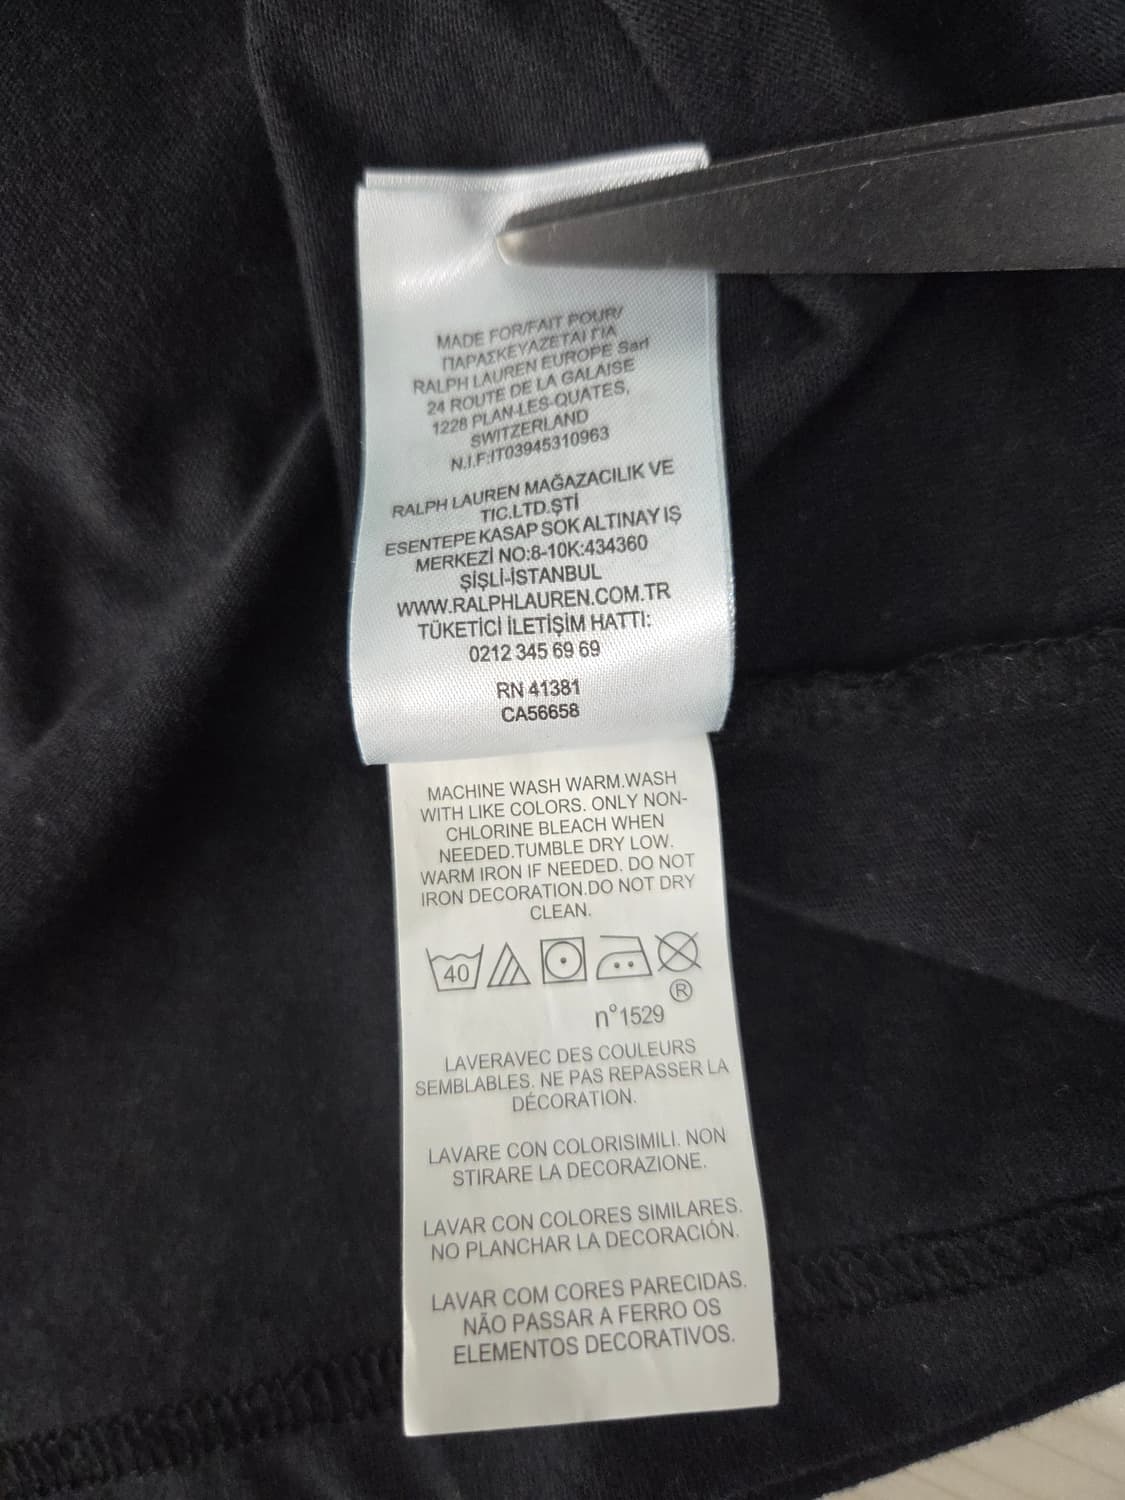 MADE FOR/FAIT POUR/
ΠΑΡΑΣΚΕΥΑΖΕΤΑΙ ΓΙΑ
RALPH LAUREN EUROPE Sarl
24 ROUTE DE LA GALAISE
1228 PLAN-LES-QUATES,
SWITZERLAND
N.I.F:IT03945310963
RALPH LAUREN MAĞAZACILIK VE
TIC.LTD.ŞTİ
ESENTEPE KASAP SOK ALTINAY IŞ
MERKEZİ NO:8-10K:434360
ŞİŞLİ-İSTANBUL
WWW.RALPHLAUREN.COM.TR
TÜKETİCİ İLETİŞİM HATTI:
0212 345 69 69
RN 41381
CA56658
MACHINE WASH WARM.WASH
WITH LIKE COLORS. ONLY NON-
CHLORINE BLEACH WHEN
NEEDED.TUMBLE DRY LOW.
WARM IRON IF NEEDED. DO NOT
IRON DECORATION.DO NOT DRY
CLEAN.
40
®
n°1529
LAVERAVEC DES COULEURS
SEMBLABLES. NE PAS REPASSER LA
DÉCORATION.
LAVARE CON COLORISIMILI. NON
STIRARE LA DECORAZIONE.
LAVAR CON COLORES SIMILARES.
NO PLANCHAR LA DECORACIÓN.
LAVAR COM CORES PARECIDAS.
NÃO PASSAR A FERRO OS
ELEMENTOS DECORATIVOS.